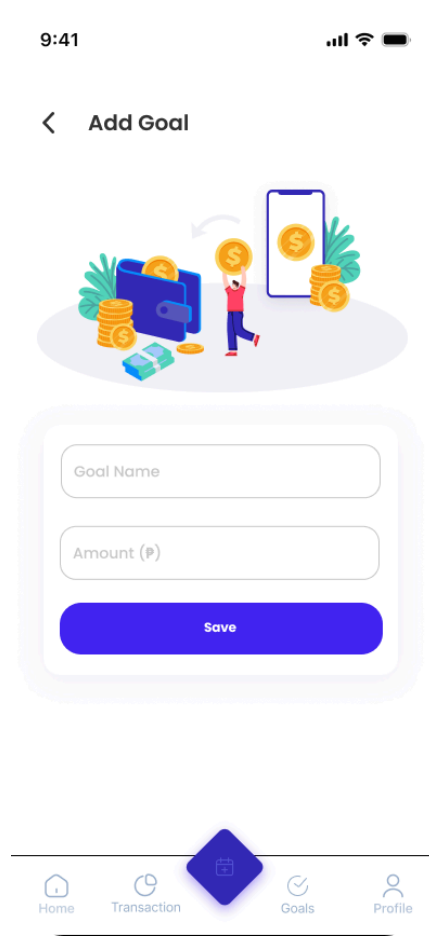 9:41
Add Goal
Goal Name
Amount (₱)
Save
Home
Transaction
Goals
Profile